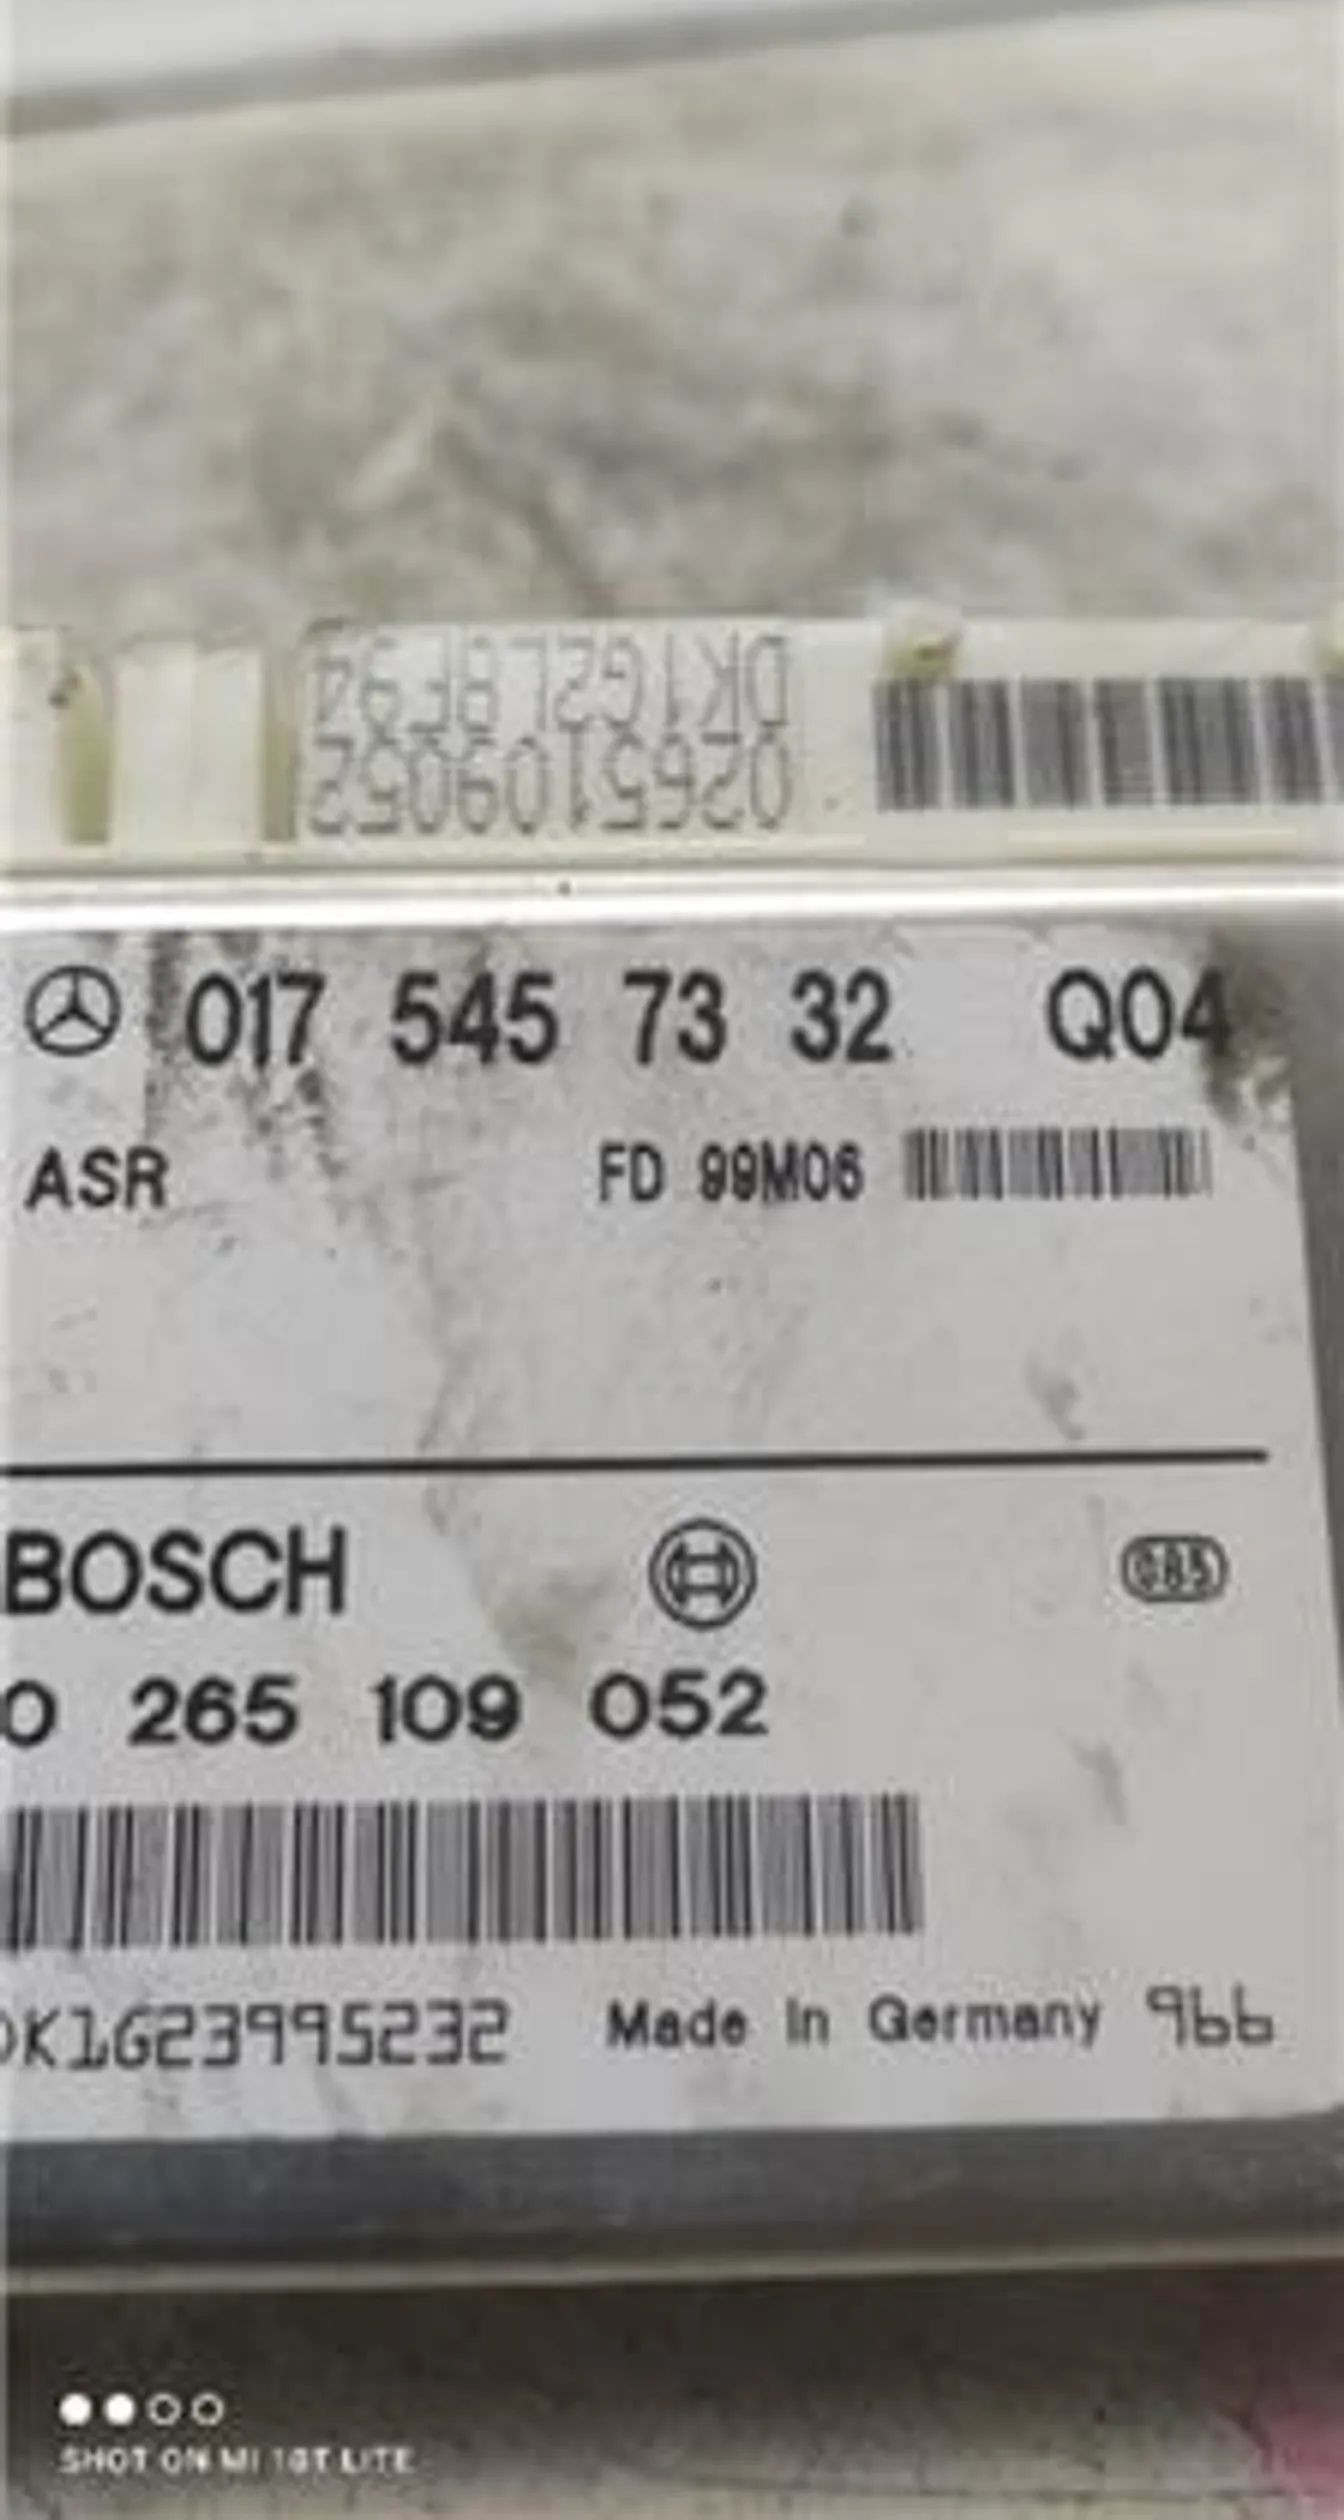 0265109052
017 545 73 32 Q04
ASR FD 99M06
BOSCH
085
0 265 109 052
DK1G23995232 Made In Germany 966
SHOT ON MI 10T LITE